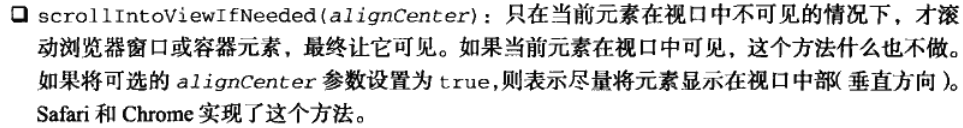 ❑ scrollIntoViewIfNeeded(alignCenter)：只在当前元素在视口中不可见的情况下，才滚
动浏览器窗口或容器元素，最终让它可见。如果当前元素在视口中可见，这个方法什么也不做。
如果将可选的 alignCenter 参数设置为 true，则表示尽量将元素显示在视口中部（垂直方向）。
Safari 和 Chrome 实现了这个方法。